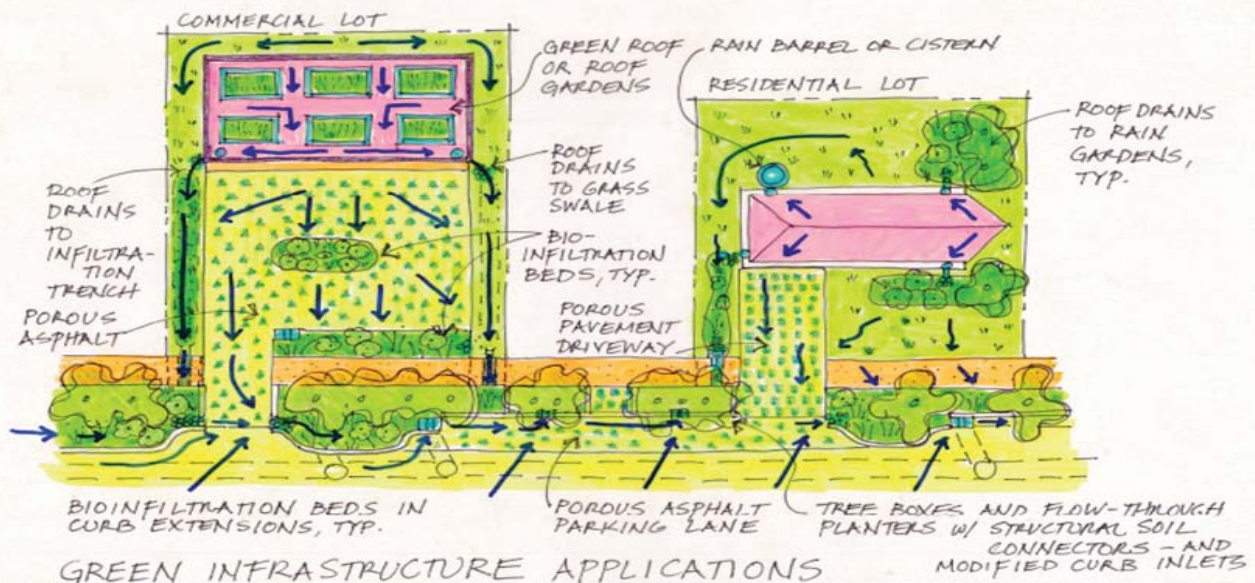 COMMERCIAL LOT
GREEN ROOF
OR ROOF
GARDENS
RAIN BARREL OR CISTERN
RESIDENTIAL LOT
ROOF DRAINS
TO RAIN
GARDENS,
TYP.
ROOF
DRAINS
TO
INFILTRA-
TION
TRENCH
ROOF
DRAINS
TO GRASS
SWALE
BIO-
INFILTRATION
BEDS, TYP.
POROUS
ASPHALT
POROUS
PAVEMENT
DRIVEWAY
BIOINFILTRATION BEDS IN
CURB EXTENSIONS, TYP.
POROUS ASPHALT
PARKING LANE
TREE BOXES AND FLOW-THROUGH
PLANTERS W/ STRUCTURAL SOIL
CONNECTORS - AND
MODIFIED CURB INLETS
GREEN INFRASTRUCTURE APPLICATIONS